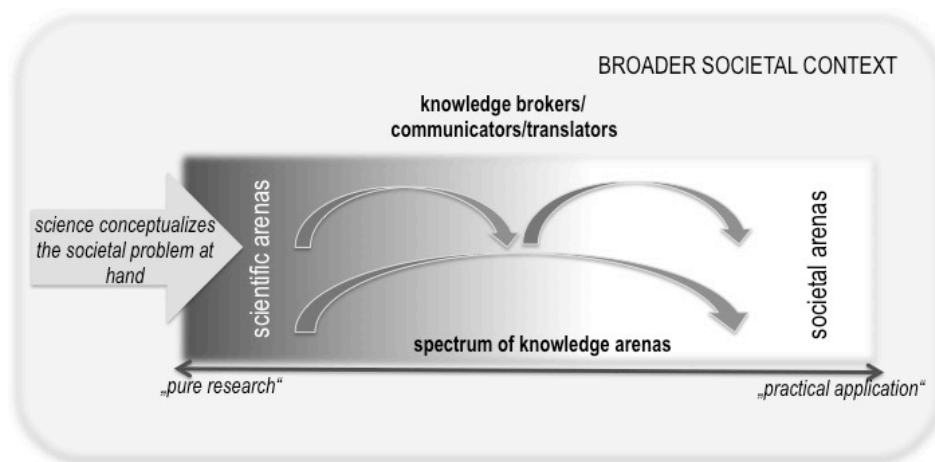 BROADER SOCIETAL CONTEXT
knowledge brokers/
communicators/translators
science conceptualizes
the societal problem at
hand
scientific arenas
societal arenas
spectrum of knowledge arenas
„pure research“
„practical application“